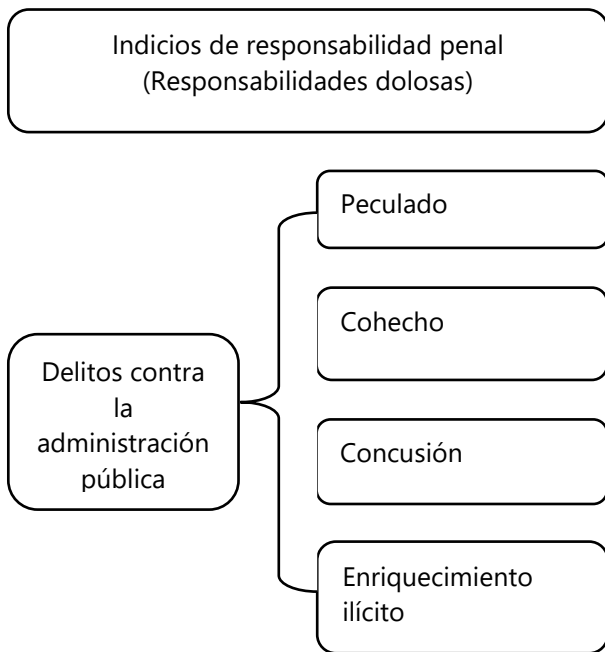 Indicios de responsabilidad penal
(Responsabilidades dolosas)
Peculado
Cohecho
Delitos contra
la
administración
pública
Concusión
Enriquecimiento
ilícito